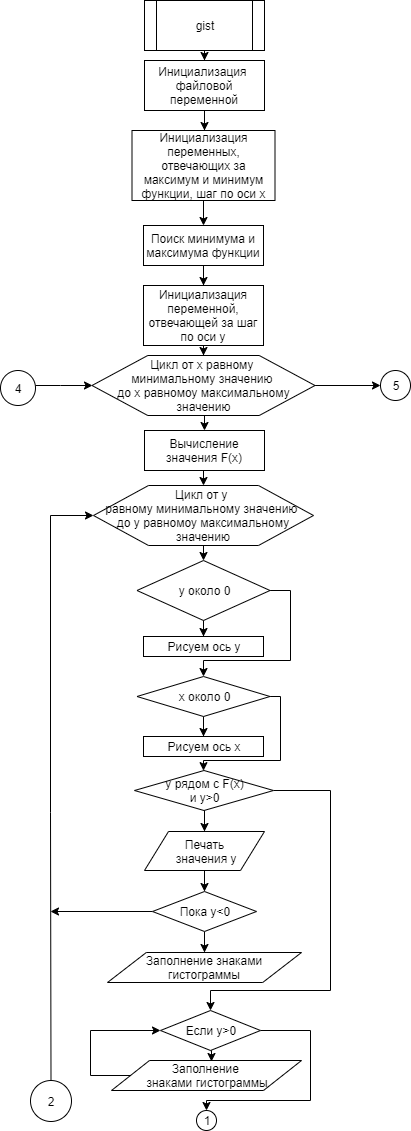 gist
Инициализация
файловой
переменной
Инициализация
переменных,
отвечающих за
максимум и минимум
функции, шаг по оси x
Поиск минимума и
максимума функции
Инициализация
переменной,
отвечающей за шаг
по оси y
Цикл от x равному
минимальному значению
до x равномоу максимальному
значению
4
5
Вычисление
значения F(x)
Цикл от y
равному минимальному значению
до y равномоу максимальному
значению
y около 0
Рисуем ось y
x около 0
Рисуем ось x
y рядом с F(x)
и y>0
Печать
значения y
Пока y<0
Заполнение знаками
гистограммы
Если y>0
Заполнение
знаками гистограммы
2
1